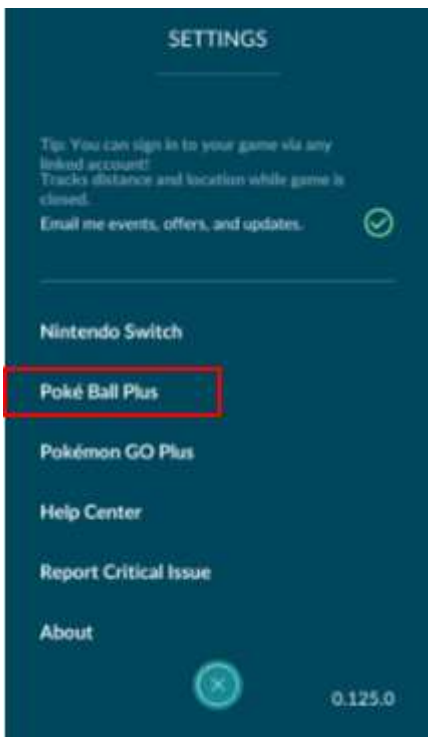 SETTINGS
Tip: You can sign in to your game via any
linked account!
Tracks distance and location while game is
closed.
Email me events, offers, and updates.
Nintendo Switch
Poké Ball Plus
Pokémon GO Plus
Help Center
Report Critical Issue
About
0.125.0